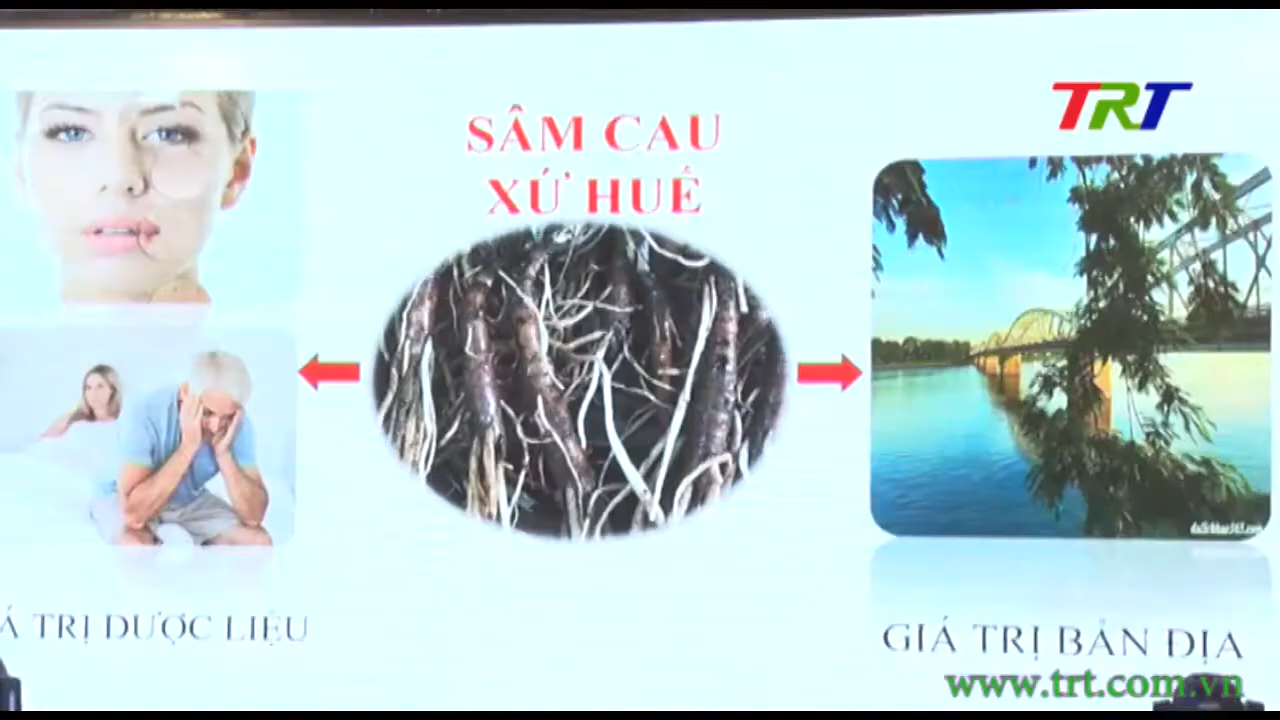 TRT
SÂM CAU
XỨ HUẾ
Á TRỊ DƯỢC LIỆU
GIÁ TRỊ BẢN ĐỊA
www.trt.com.vn